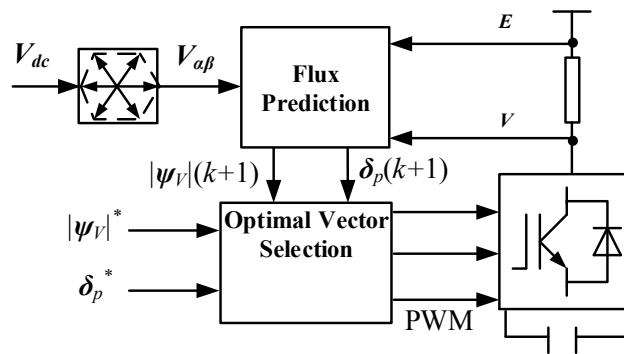 E
V_dc
V_αβ
Flux
Prediction
V
|ψ_V|(k+1)
δ_p(k+1)
|ψ_V|*
Optimal Vector
Selection
δ_p*
PWM